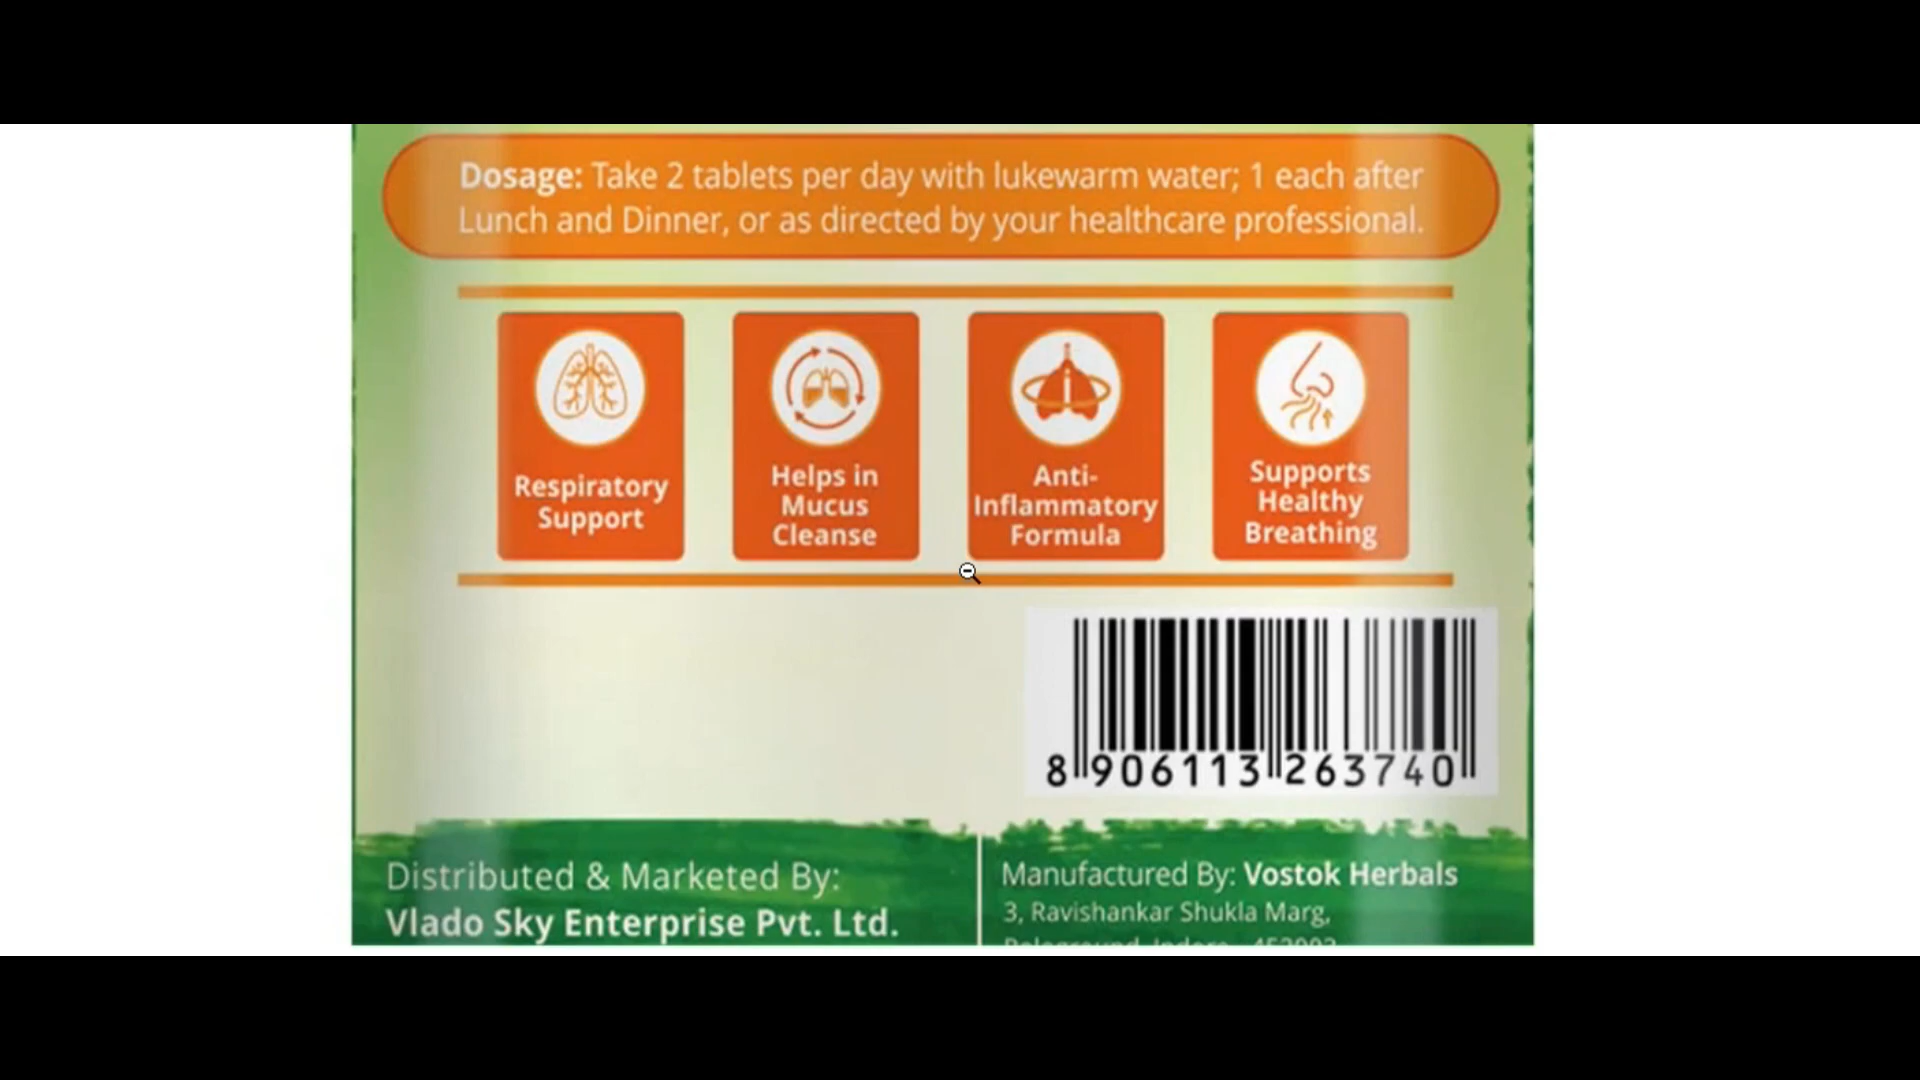 Dosage: Take 2 tablets per day with lukewarm water; 1 each after
Lunch and Dinner, or as directed by your healthcare professional.
Respiratory
Support
Helps in
Mucus
Cleanse
Anti-
Inflammatory
Formula
Supports
Healthy
Breathing
8 906113 263740
Distributed & Marketed By:
Vlado Sky Enterprise Pvt. Ltd.
Manufactured By: Vostok Herbals
3, Ravishankar Shukla Marg,